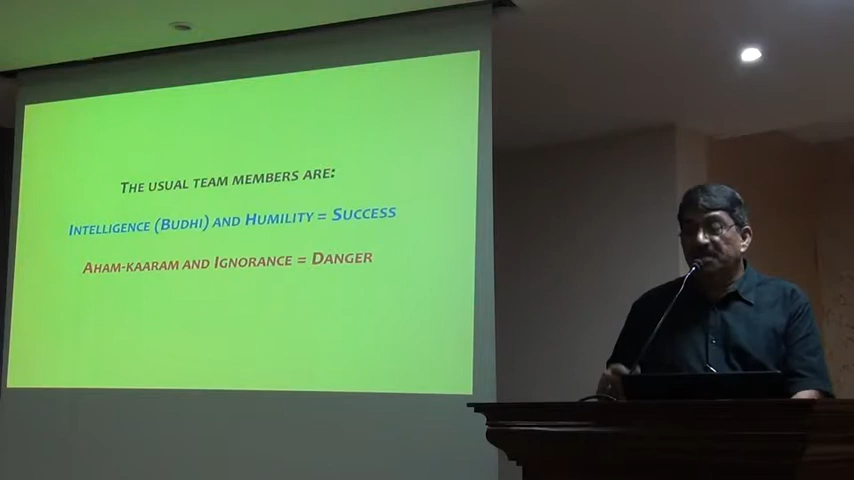 THE USUAL TEAM MEMBERS ARE:
INTELLIGENCE (BUDHI) AND HUMILITY = SUCCESS
AHAM-KAARAM AND IGNORANCE = DANGER